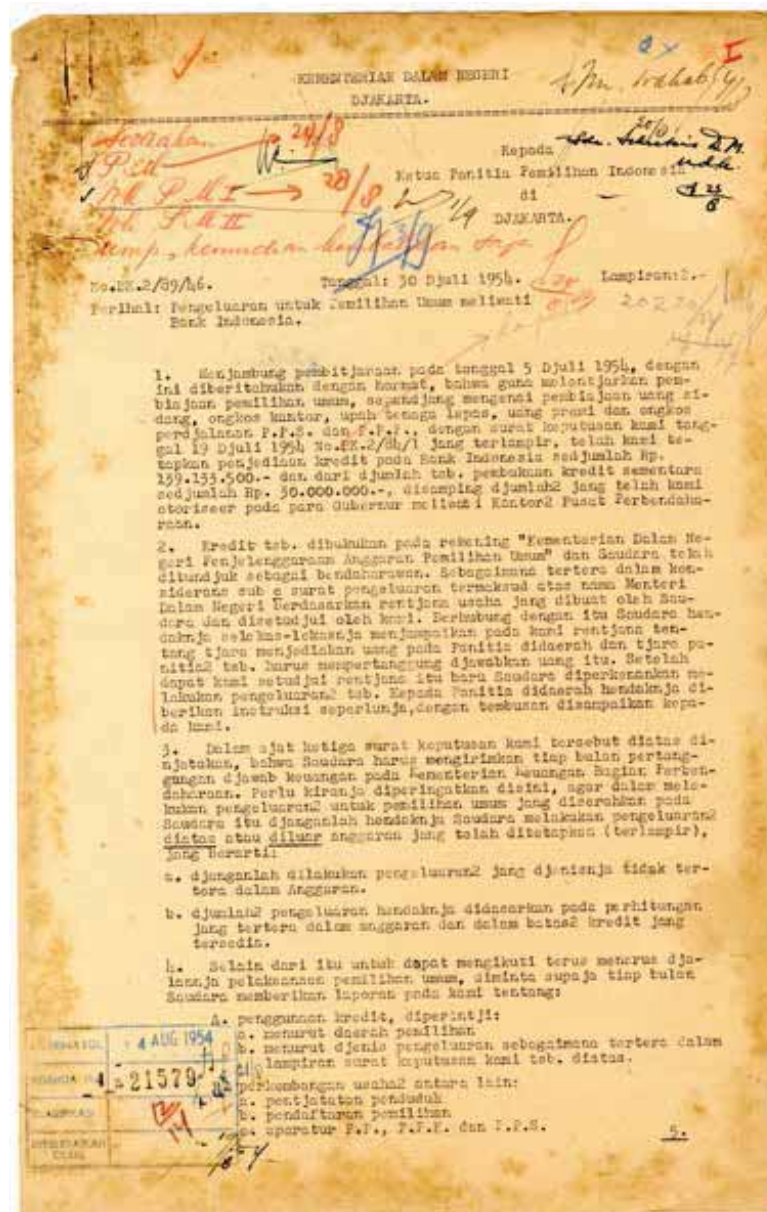 KEMENTERIAN DALAM NEGERI
DJAKARTA.
I
24/8
28/8
Kepada
Ketua Panitia Pemilihan Indonesia
di
DJAKARTA.
Tanggal: 30 Djuli 1954.
Lampiran: 2.-
Perihal: Pengeluaran untuk Pemilihan Umum meliwati
Bank Indonesia.
1. Menjambung pembitjaraan pada tanggal 5 Djuli 1954, dengan
ini diberitahukan dengan hormat, bahwa guna melantjarkan pem-
biajaan pemilihan umum, sepandjang mengenai pembiajaan uang si-
dang, ongkos kantor, upah tenaga lepas, uang premi dan ongkos
perdjalanan P.P.S. dan P.P.P., dengan surat keputusan kami tang-
gal 19 Djuli 1954 No.EK.2/84/1 jang terlampir, telah kami te-
tapkan penjediaan kredit pada Bank Indonesia sedjumlah Rp.
139.133.500.- dan dari djumlah tsb. pembukaan kredit sementara
sedjumlah Rp. 30.000.000.-, disamping djumlah2 jang telah kami
otoriseer pada para Gubernur meliwati Kantor2 Pusat Perbendaha-
raan.
2. Kredit tsb. dibukukan pada rekening "Kementerian Dalam Ne-
geri Penjelenggaraan Anggaran Pemilihan Umum" dan Saudara telah
ditundjuk sebagai bendaharawan. Sebagaimana tertera dalam kon-
siderans sub e surat pengeluaran termaksud atas nama Menteri
Dalam Negeri berdasarkan rentjana usaha jang dibuat oleh Sau-
dara dan disetudjui oleh kami. Berhubung dengan itu Saudara hen-
daknja selekas-lekasnja menjampaikan pada kami rentjana ten-
tang tjara menjediakan uang pada Panitia didaerah dan tjara pa-
nitia2 tsb. harus mempertanggung djawabkan uang itu. Setelah
dapat kami setudjui rentjana itu baru Saudara diperkenankan me-
lakukan pengeluaran2 tsb. Kepada Panitia didaerah hendaknja di-
berikan instruksi seperlunja,dengan tembusan disampaikan kepa-
da kami.
3. Dalam ajat ketiga surat keputusan kami tersebut diatas di-
njatakan, bahwa Saudara harus mengirimkan tiap bulan pertang-
gungan djawab keuangan pada Kementerian Keuangan Bagian Perben-
daharaan. Perlu kiranja diperingatkan disini, agar dalam mela-
kukan pengeluaran2 untuk pemilihan umum jang diserahkan pada
Saudara itu djanganlah hendaknja Saudara melakukan pengeluaran2
diatas atau diluar anggaran jang telah ditetapkan (terlampir),
jang berarti:
a. djanganlah dilakukan pengeluaran2 jang djenisnja tidak ter-
tera dalam Anggaran.
b. djumlah2 pengeluaran hendaknja didasarkan pada perhitungan
jang tertera dalam anggaran dan dalam batas2 kredit jang
tersedia.
4. Selain dari itu untuk dapat mengikuti terus menerus dja-
lannja pelaksanaan pemilihan umum, diminta supaja tiap bulan
Saudara memberikan laporan pada kami tentang:
A. penggunaan kredit, diperintji:
a. menurut daerah pemilihan
b. menurut djenis pengeluaran sebagaimana tertera dalam
lampiran surat keputusan kami tsb. diatas.
perkembangan usaha2 antara lain:
a. pentjatatan penduduk
b. pendaftaran pemilihan
c. aparatur P.P., P.P.K. dan P.P.S.
5.
4 AUG 1954
21579